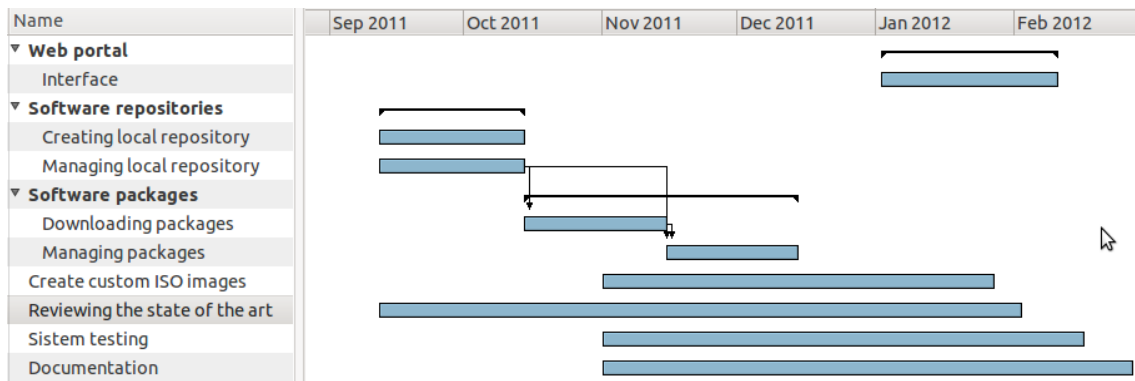 Name Sep 2011 Oct 2011 Nov 2011 Dec 2011 Jan 2012 Feb 2012
Web portal
Interface
Software repositories
Creating local repository
Managing local repository
Software packages
Downloading packages
Managing packages
Create custom ISO images
Reviewing the state of the art
Sistem testing
Documentation